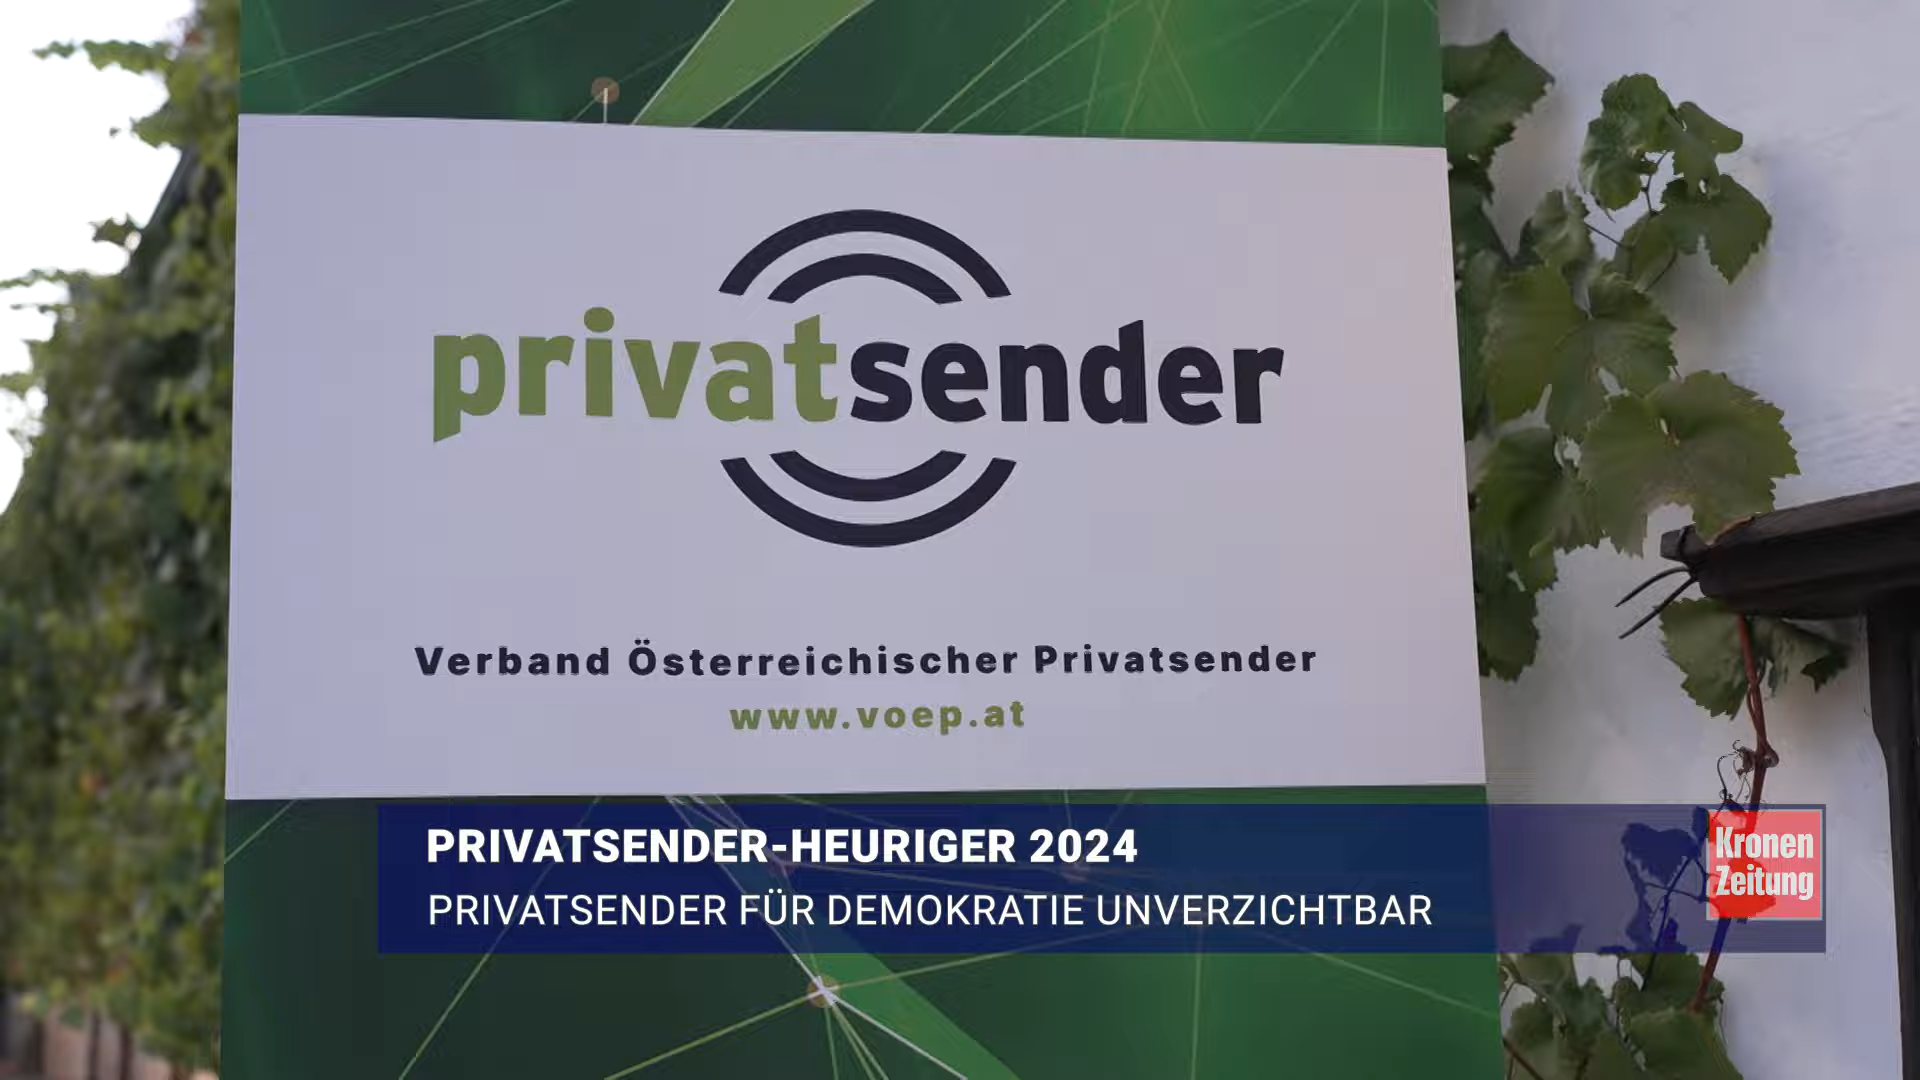 privatsender
Verband Österreichischer Privatsender
www.voep.at
PRIVATSENDER-HEURIGER 2024
PRIVATSENDER FÜR DEMOKRATIE UNVERZICHTBAR
Kronen
Zeitung